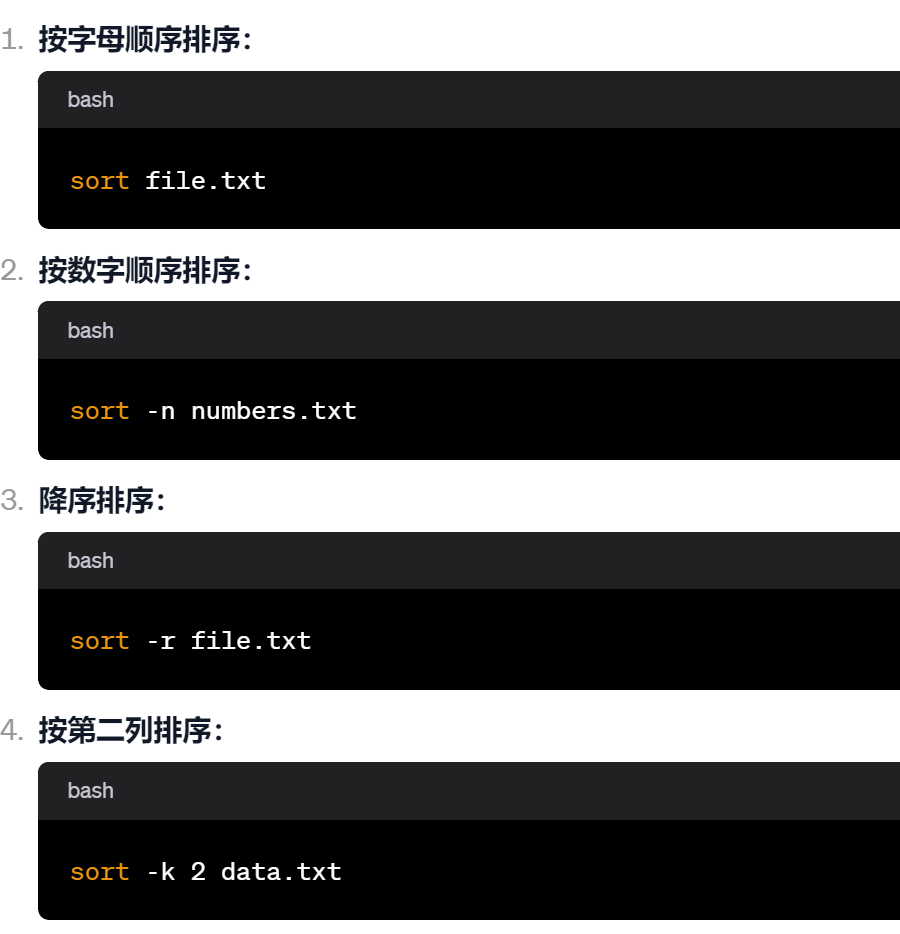 1. 按字母顺序排序：
bash
sort file.txt
2. 按数字顺序排序：
bash
sort -n numbers.txt
3. 降序排序：
bash
sort -r file.txt
4. 按第二列排序：
bash
sort -k 2 data.txt